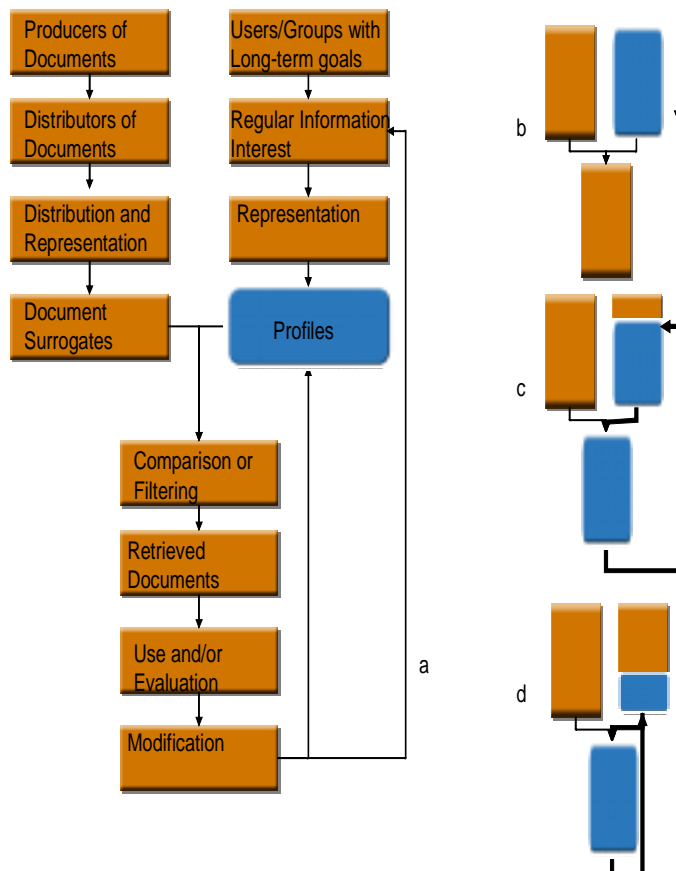 Producers of
Documents
Users/Groups with
Long-term goals
Distributors of
Documents
Regular Information
Interest
Distribution and
Representation
Representation
Document
Surrogates
Profiles
Comparison or
Filtering
Retrieved
Documents
Use and/or
Evaluation
Modification
a
b
c
d